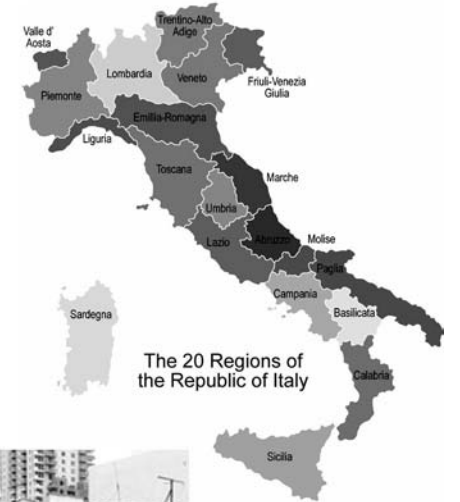 Trentino-Alto
Adige
Valle d'
Aosta
Lombardia
Veneto
Friuli-Venezia
Giulia
Piemonte
Emillia-Romagna
Liguria
Toscana
Marche
Umbria
Lazio
Abruzzo
Molise
Puglia
Campania
Basilicata
Sardegna
The 20 Regions of
the Republic of Italy
Calabria
Sicilia